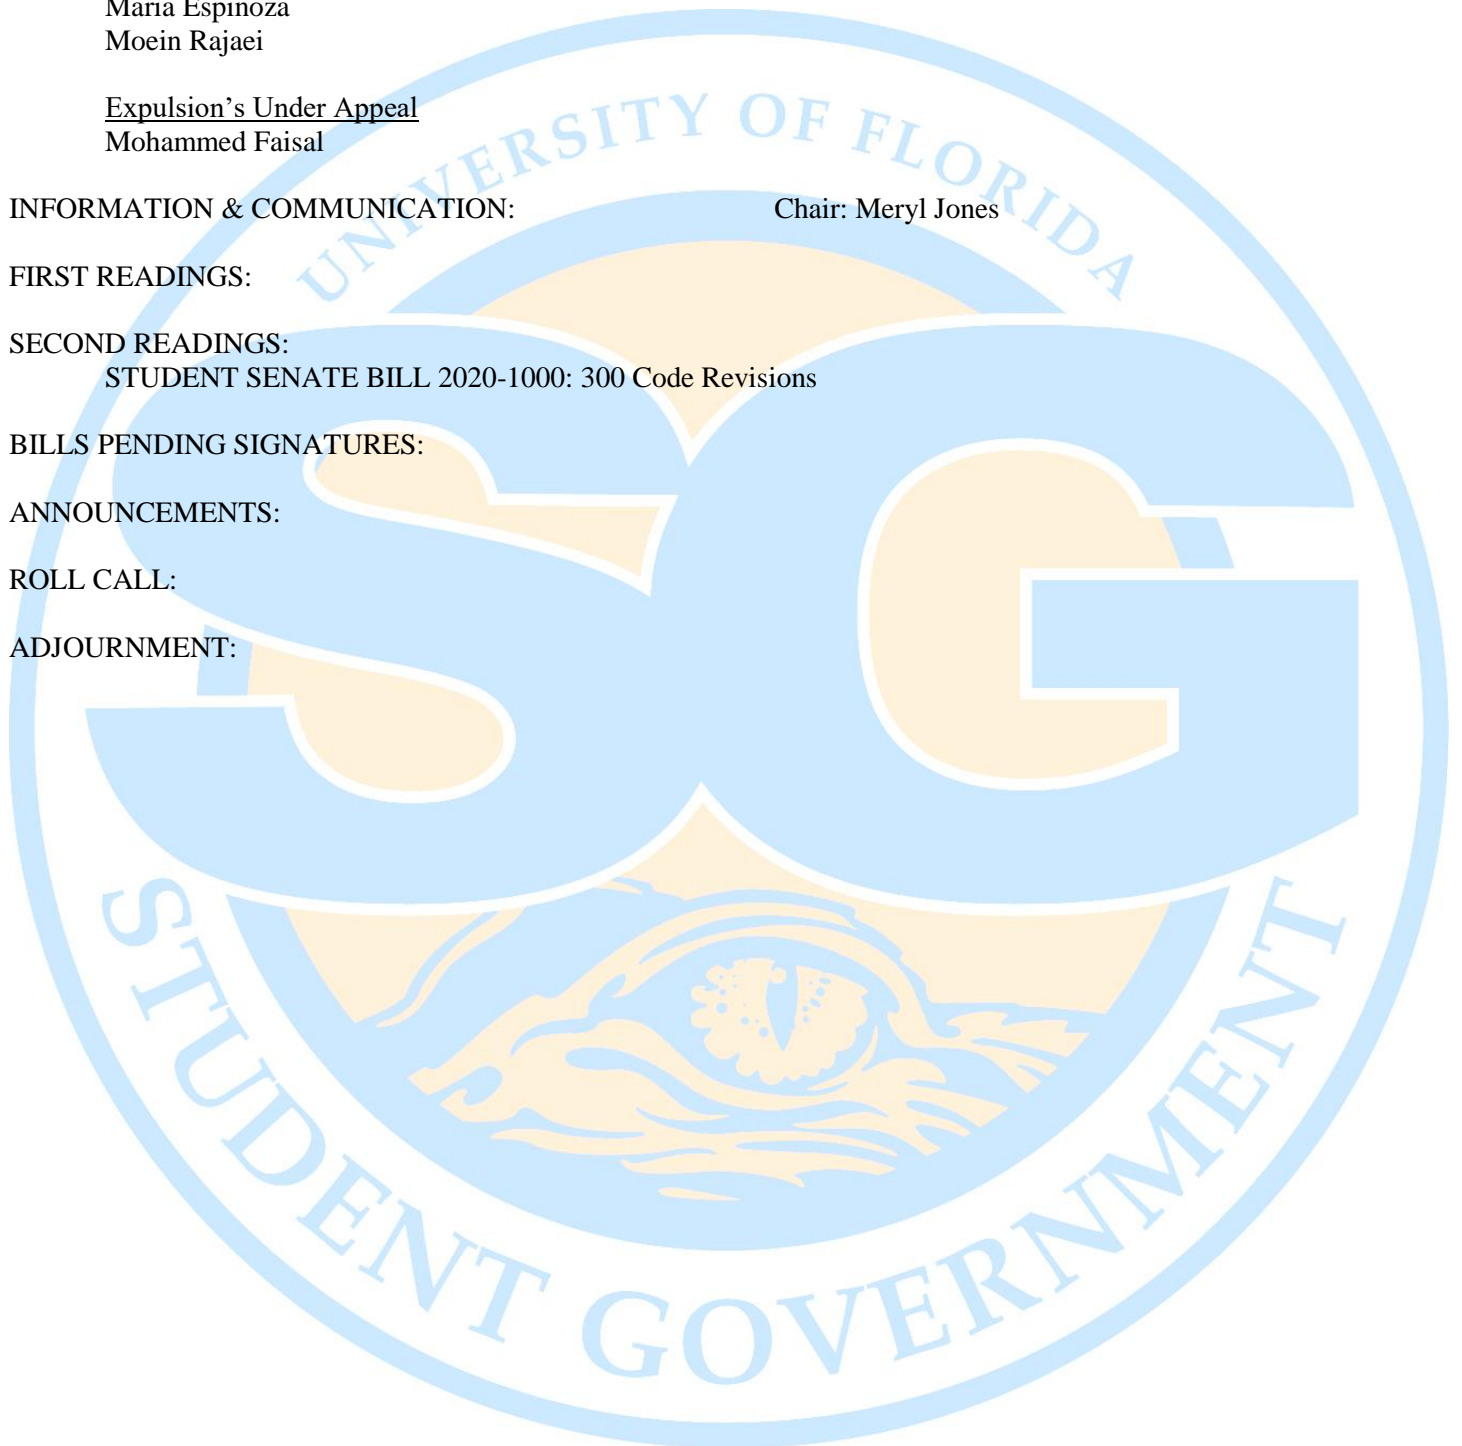 Maria Espinoza
Moein Rajaei
Expulsion's Under Appeal
Mohammed Faisal
INFORMATION & COMMUNICATION: Chair: Meryl Jones
FIRST READINGS:
SECOND READINGS:
STUDENT SENATE BILL 2020-1000: 300 Code Revisions
BILLS PENDING SIGNATURES:
ANNOUNCEMENTS:
ROLL CALL:
ADJOURNMENT:
UNIVERSITY OF FLORIDA
SG
STUDENT GOVERNMENT